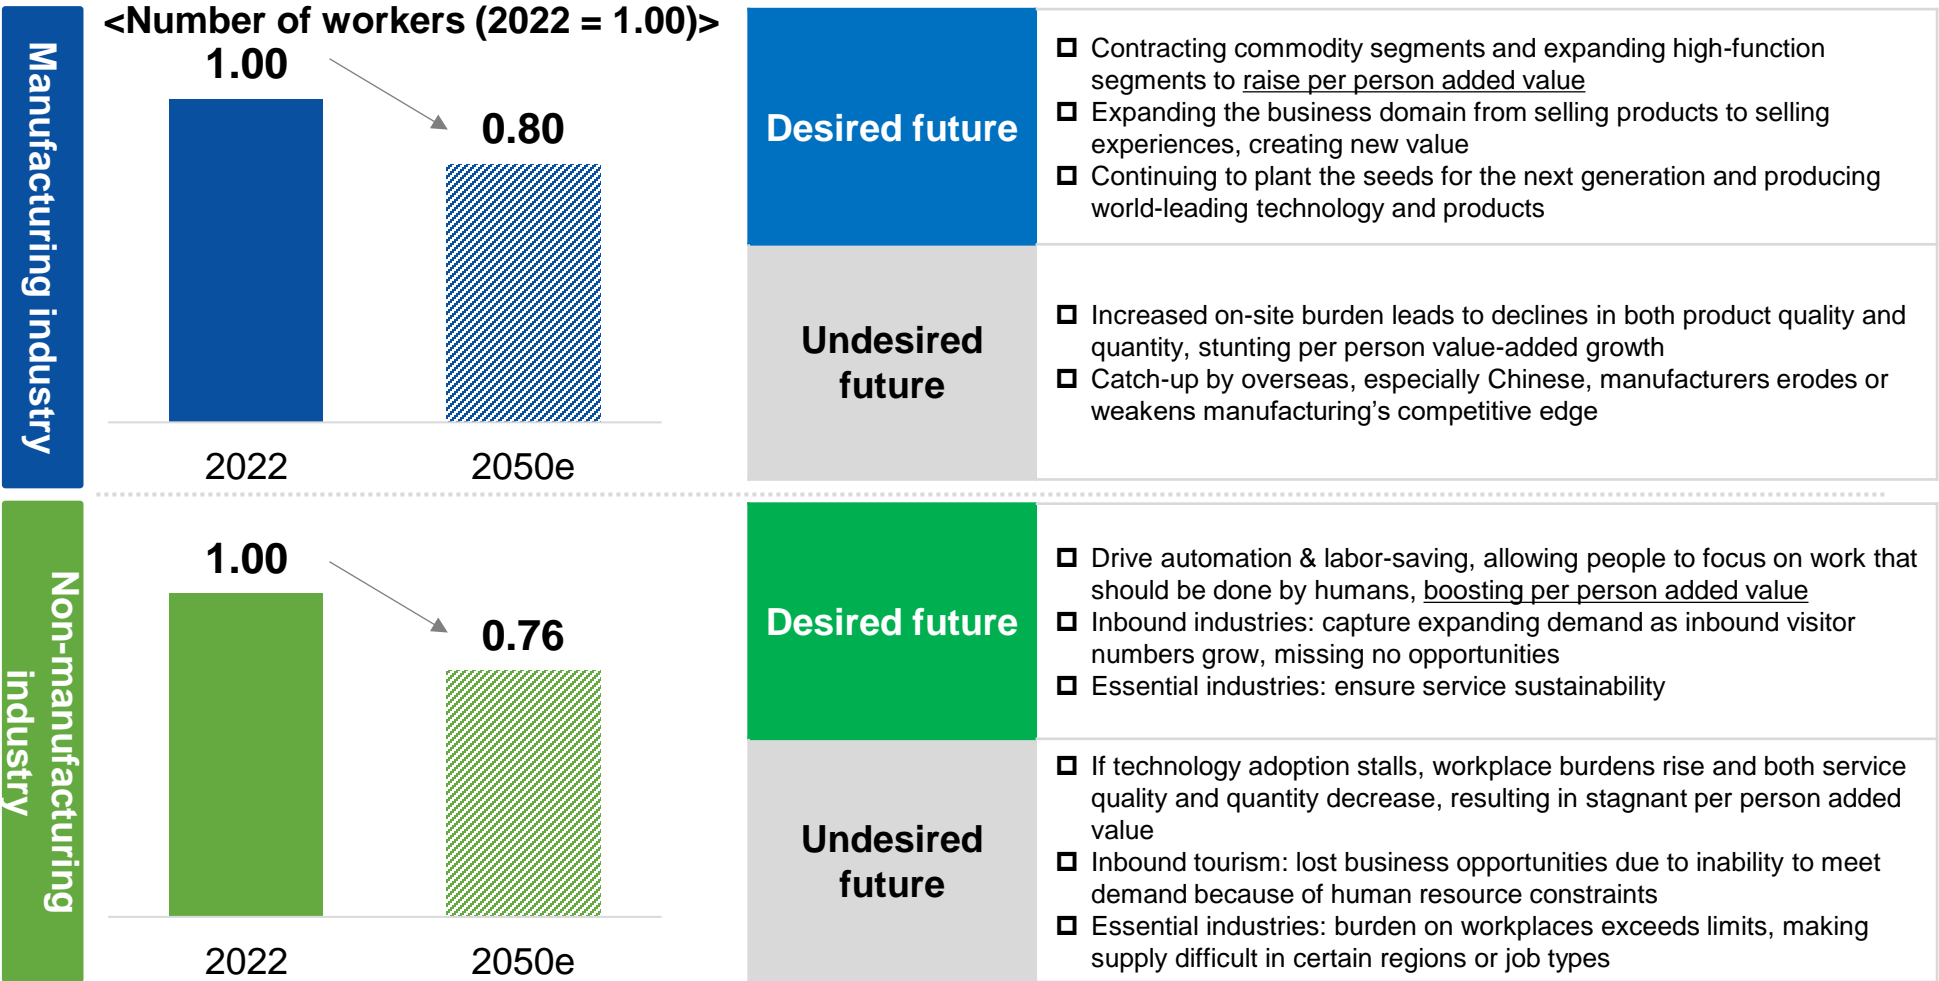 <Number of workers (2022 = 1.00)>
Manufacturing industry
1.00
0.80
2022
2050e
Desired future
❑ Contracting commodity segments and expanding high-function
segments to raise per person added value
❑ Expanding the business domain from selling products to selling
experiences, creating new value
❑ Continuing to plant the seeds for the next generation and producing
world-leading technology and products
Undesired
future
❑ Increased on-site burden leads to declines in both product quality and
quantity, stunting per person value-added growth
❑ Catch-up by overseas, especially Chinese, manufacturers erodes or
weakens manufacturing’s competitive edge
Non-manufacturing
industry
1.00
0.76
2022
2050e
Desired future
❑ Drive automation & labor-saving, allowing people to focus on work that
should be done by humans, boosting per person added value
❑ Inbound industries: capture expanding demand as inbound visitor
numbers grow, missing no opportunities
❑ Essential industries: ensure service sustainability
Undesired
future
❑ If technology adoption stalls, workplace burdens rise and both service
quality and quantity decrease, resulting in stagnant per person added
value
❑ Inbound tourism: lost business opportunities due to inability to meet
demand because of human resource constraints
❑ Essential industries: burden on workplaces exceeds limits, making
supply difficult in certain regions or job types